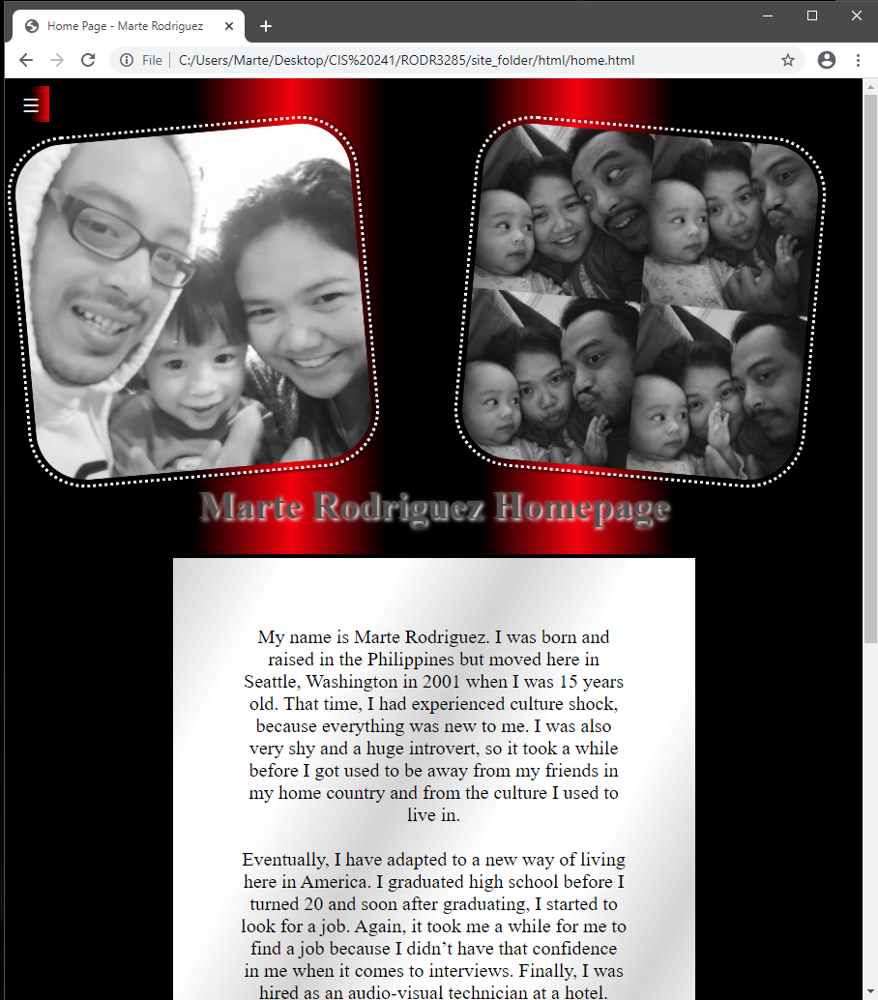 Home Page - Marte Rodriguez
File
C:/Users/Marte/Desktop/CIS%20241/RODR3285/site_folder/html/home.html
Marte Rodriguez Homepage
My name is Marte Rodriguez. I was born and
raised in the Philippines but moved here in
Seattle, Washington in 2001 when I was 15 years
old. That time, I had experienced culture shock,
because everything was new to me. I was also
very shy and a huge introvert, so it took a while
before I got used to be away from my friends in
my home country and from the culture I used to
live in.
Eventually, I have adapted to a new way of living
here in America. I graduated high school before I
turned 20 and soon after graduating, I started to
look for a job. Again, it took me a while for me to
find a job because I didn’t have that confidence
in me when it comes to interviews. Finally, I was
hired as an audio-visual technician at a hotel.